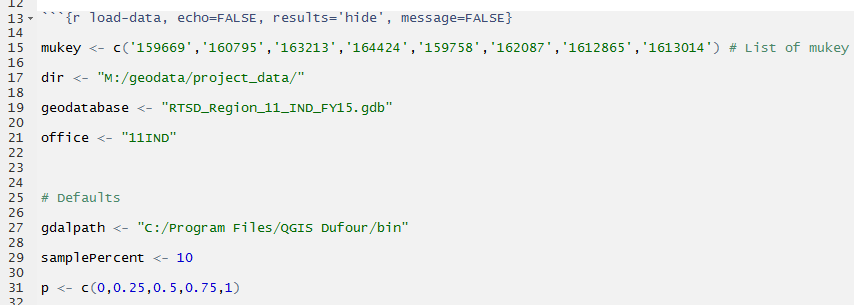 12
13 ```{r load-data, echo=FALSE, results='hide', message=FALSE}
14
15 mukey <- c('159669','160795','163213','164424','159758','162087','1612865','1613014') # List of mukey
16
17 dir <- "M:/geodata/project_data/"
18
19 geodatabase <- "RTSD_Region_11_IND_FY15.gdb"
20
21 office <- "11IND"
22
23
24
25 # Defaults
26
27 gdalpath <- "C:/Program Files/QGIS Dufour/bin"
28
29 samplePercent <- 10
30
31 p <- c(0,0.25,0.5,0.75,1)
32